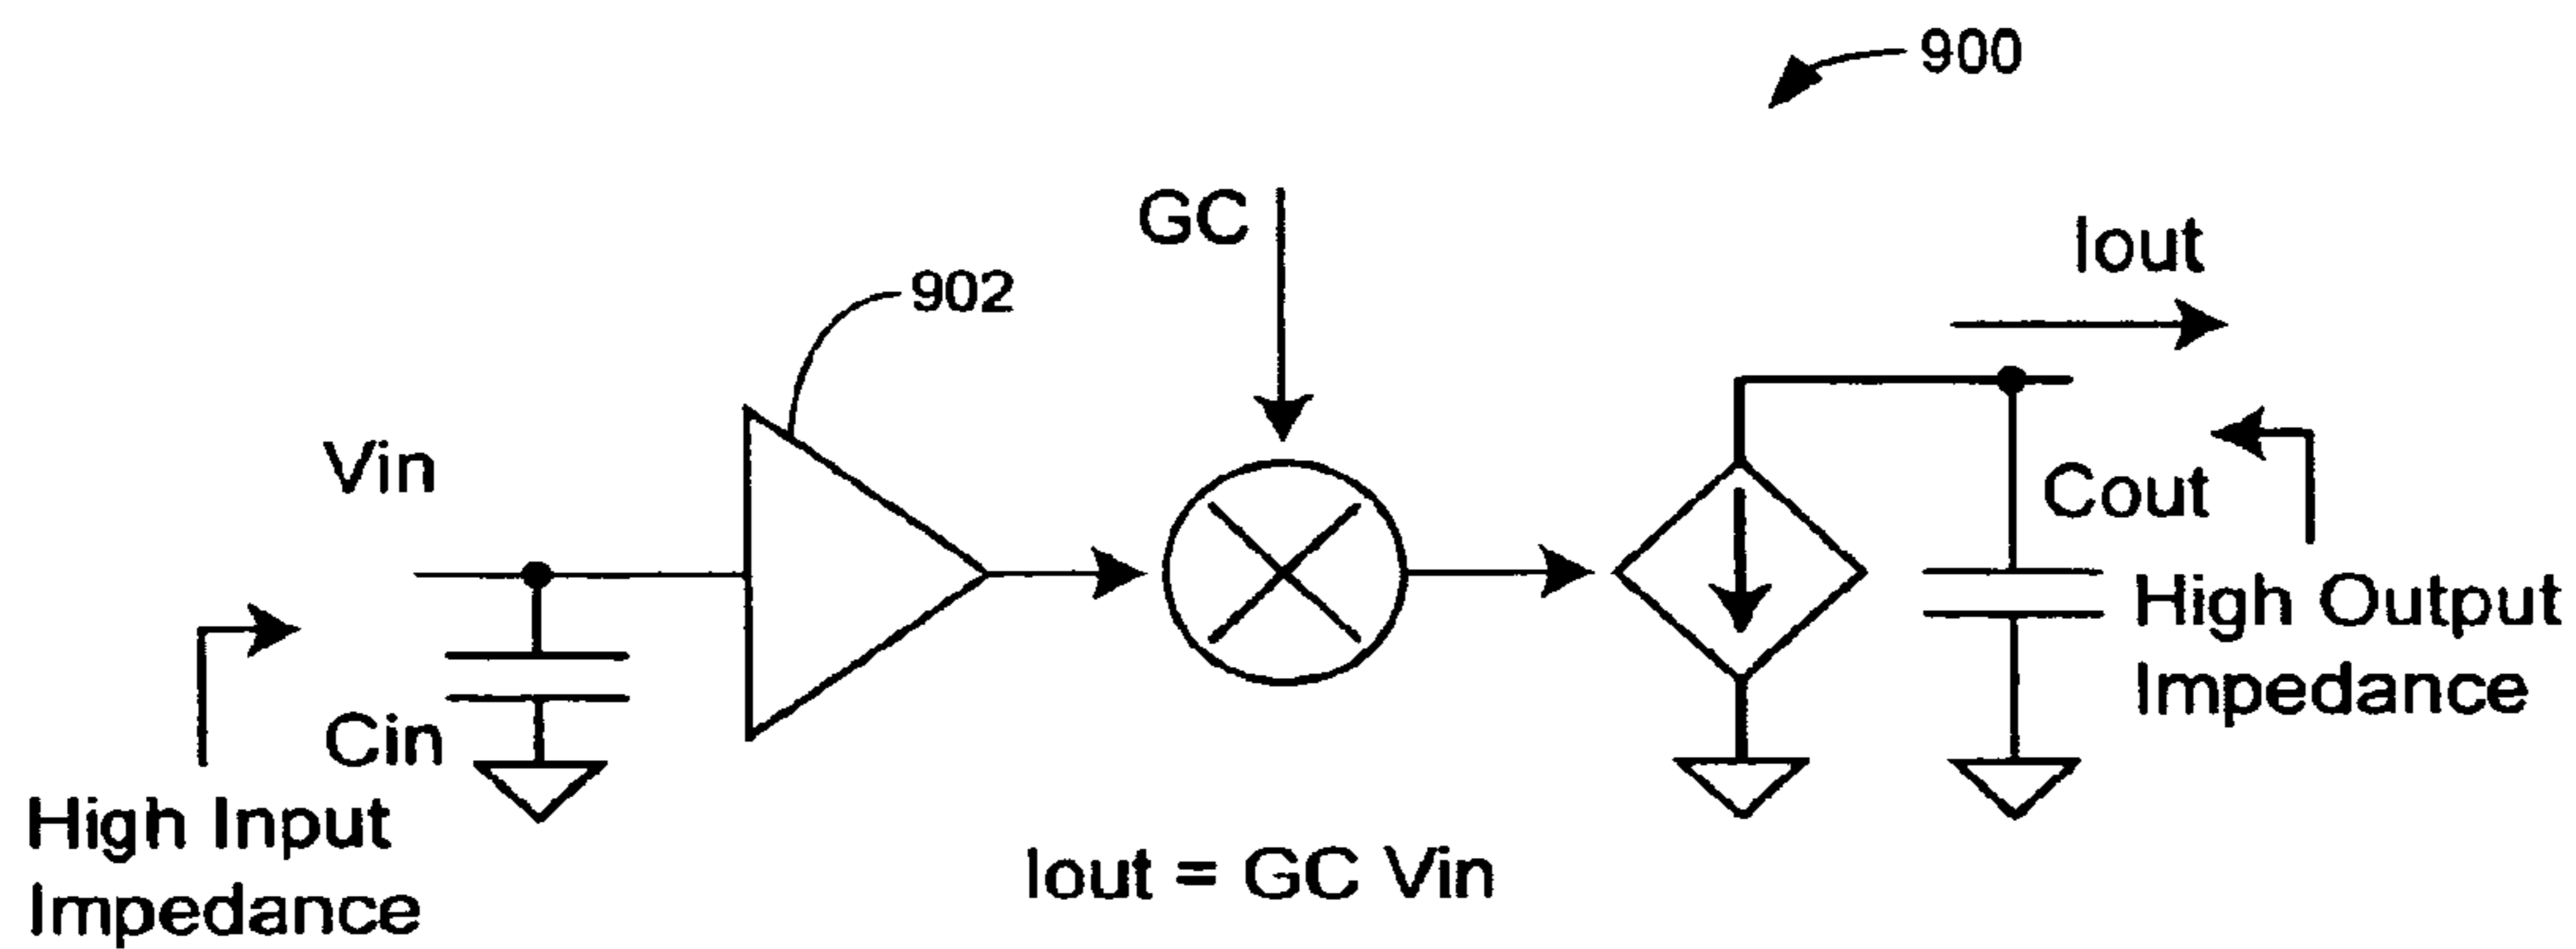 900
GC
Iout
902
Vin
Cout
High Output
Impedance
Cin
High Input
Impedance
Iout = GC Vin